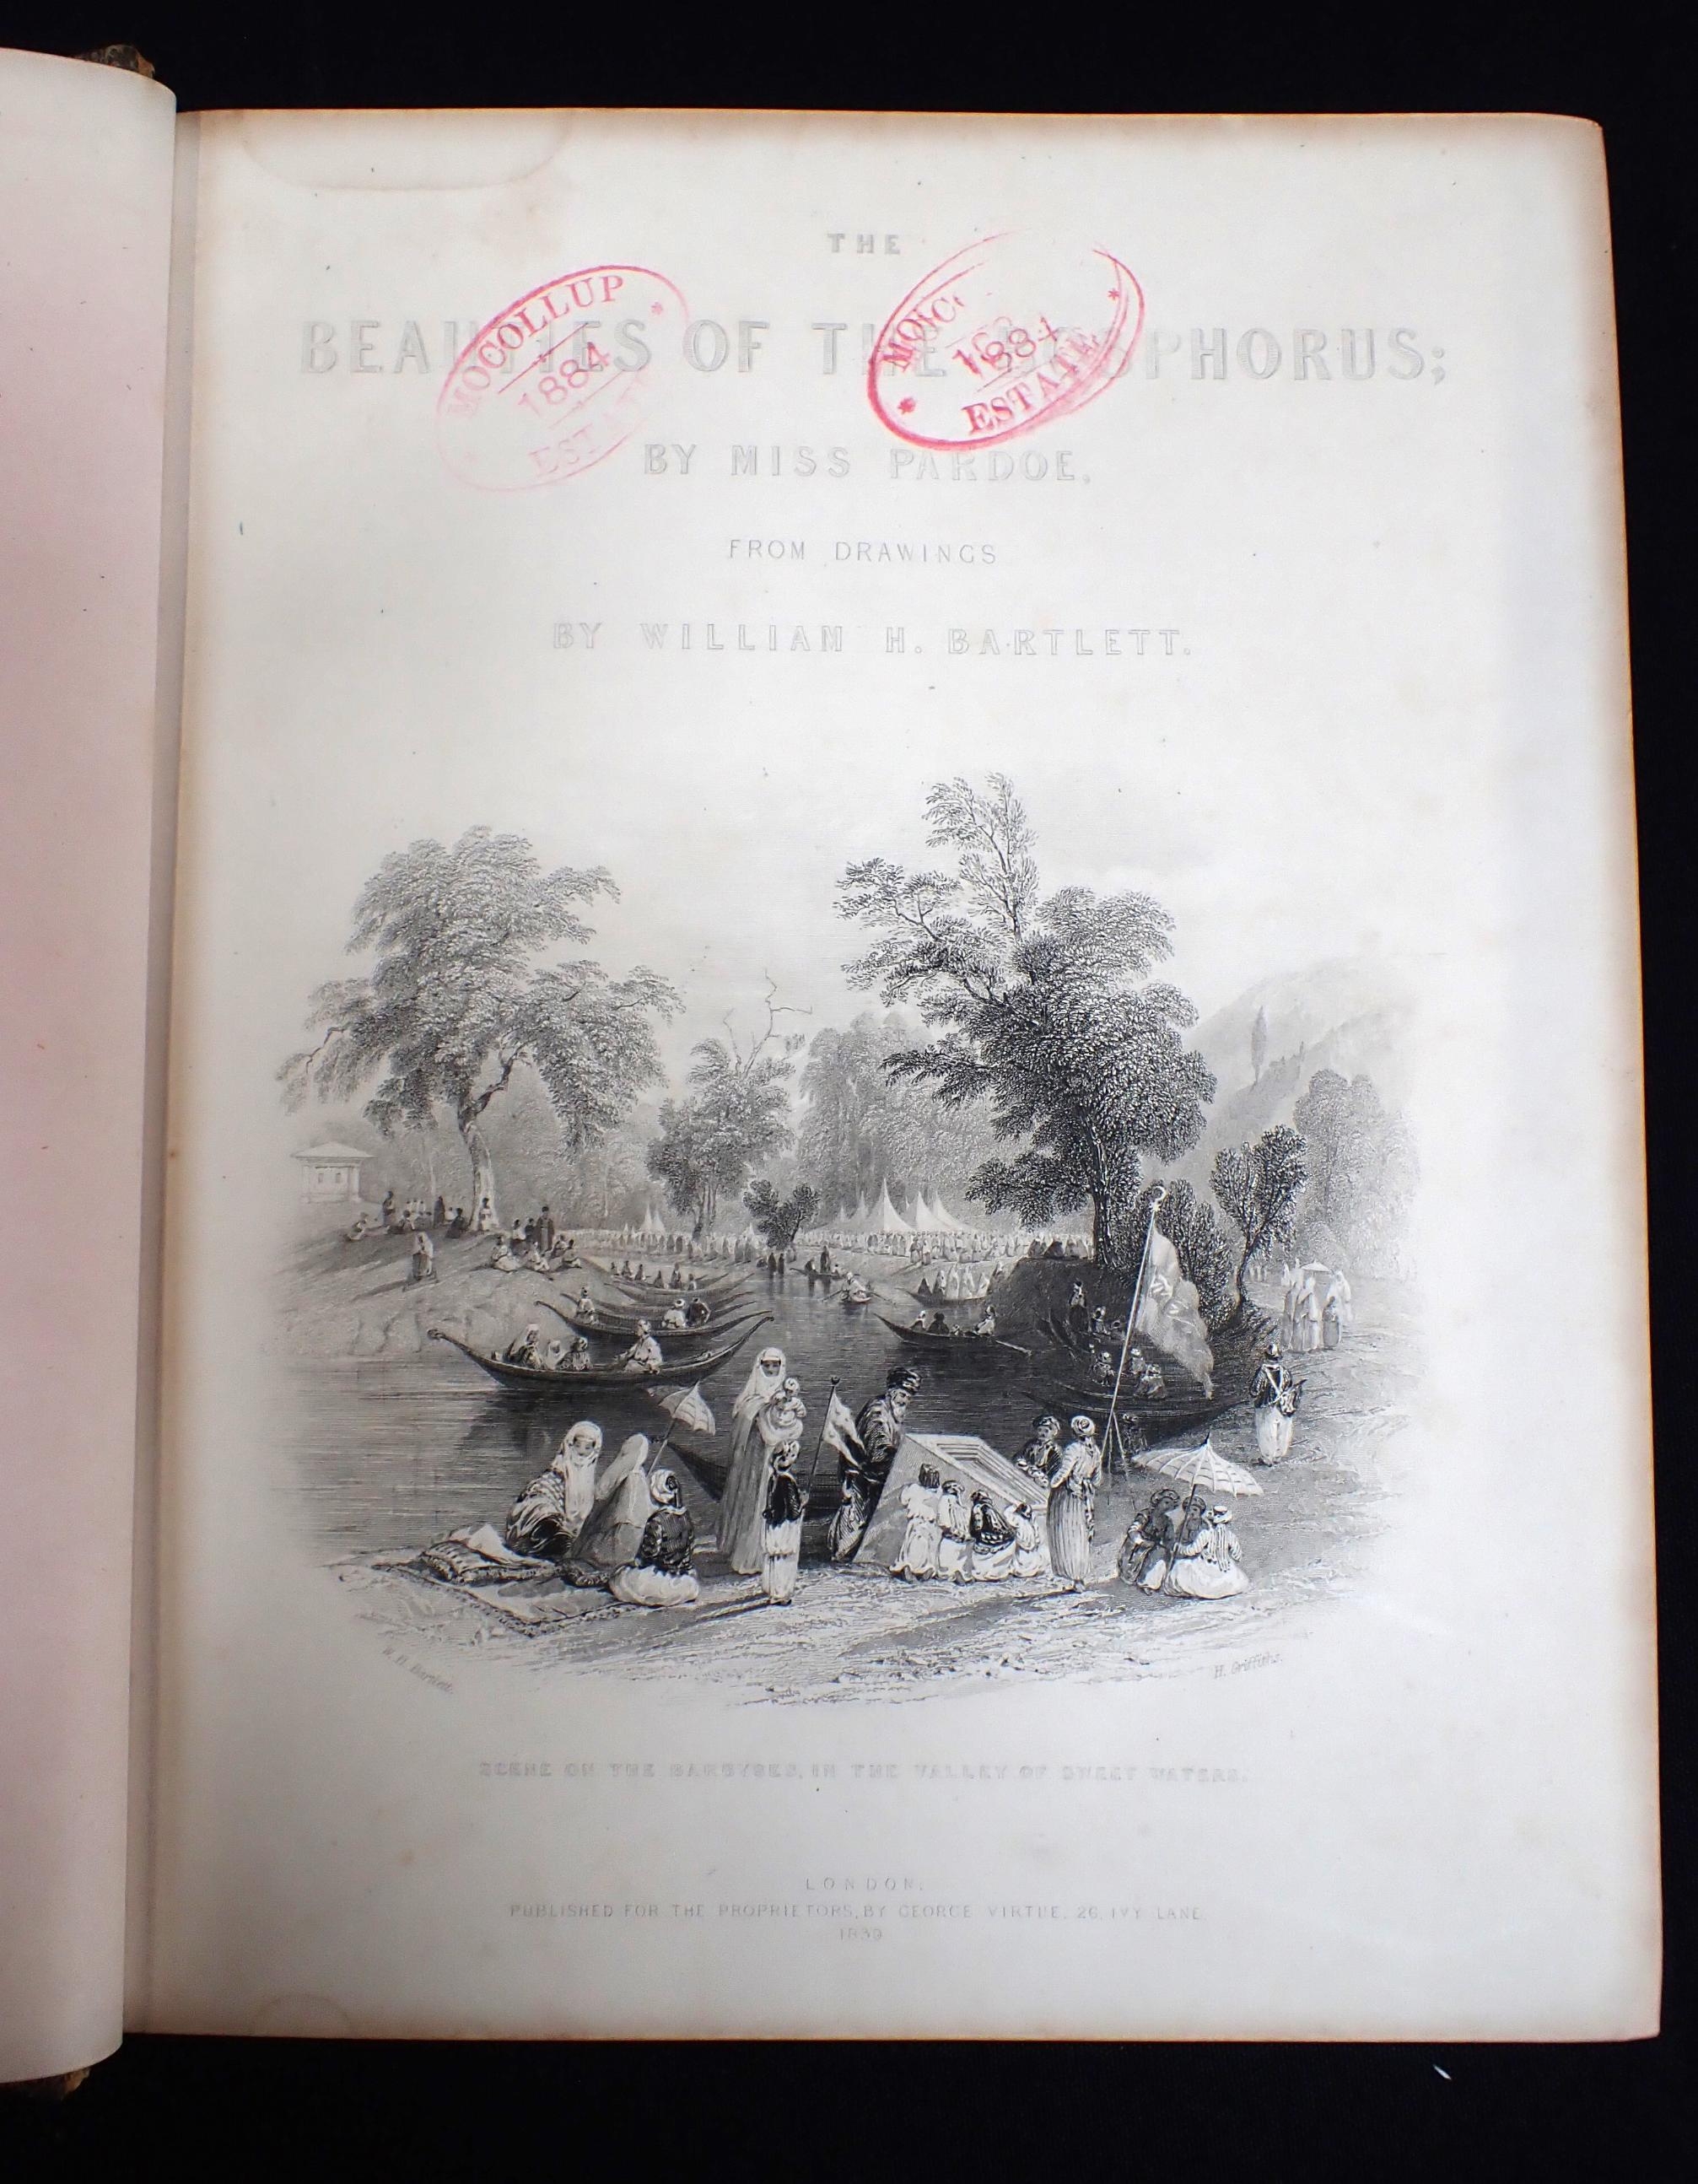 THE
BEAUTIES OF THE BOSPHORUS;
MOCOLLUP
1884
ESTATE
1884
ESTATE
BY MISS PARDOE,
FROM DRAWINGS
BY WILLIAM H. BARTLETT.
W. H. Bartlett.
H. Griffiths.
SCENE ON THE BARBYSES, IN THE VALLEY OF SWEET WATERS.
LONDON:
PUBLISHED FOR THE PROPRIETORS, BY GEORGE VIRTUE, 26, IVY LANE.
1839